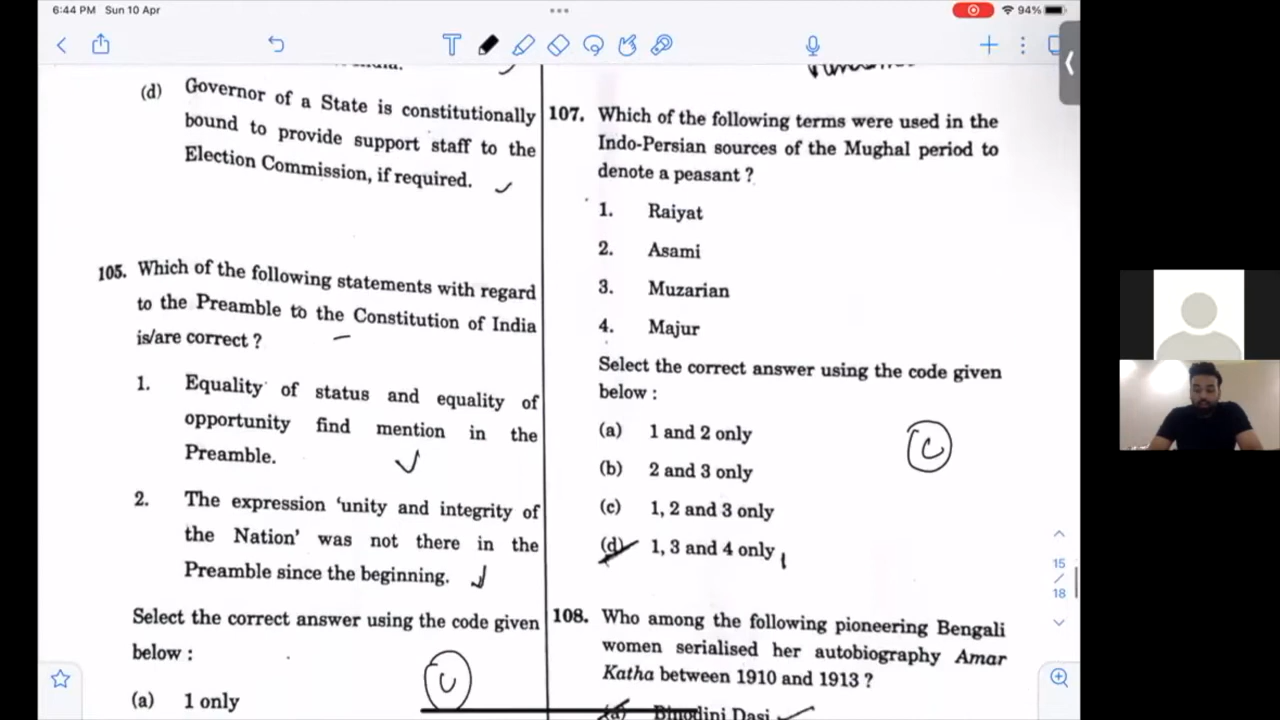 6:44 PM Sun 10 Apr
94%
(d) Governor of a State is constitutionally
bound to provide support staff to the
Election Commission, if required.
105. Which of the following statements with regard
to the Preamble to the Constitution of India
is/are correct ?
1. Equality of status and equality of
opportunity find mention in the
Preamble.
2. The expression ‘unity and integrity of
the Nation’ was not there in the
Preamble since the beginning.
Select the correct answer using the code given
below :
(a) 1 only
107. Which of the following terms were used in the
Indo-Persian sources of the Mughal period to
denote a peasant ?
1. Raiyat
2. Asami
3. Muzarian
4. Majur
Select the correct answer using the code given
below :
(a) 1 and 2 only
(b) 2 and 3 only
(c) 1, 2 and 3 only
(d) 1, 3 and 4 only
C
108. Who among the following pioneering Bengali
women serialised her autobiography Amar
Katha between 1910 and 1913 ?
(a) Binodini Dasi
15
/
18